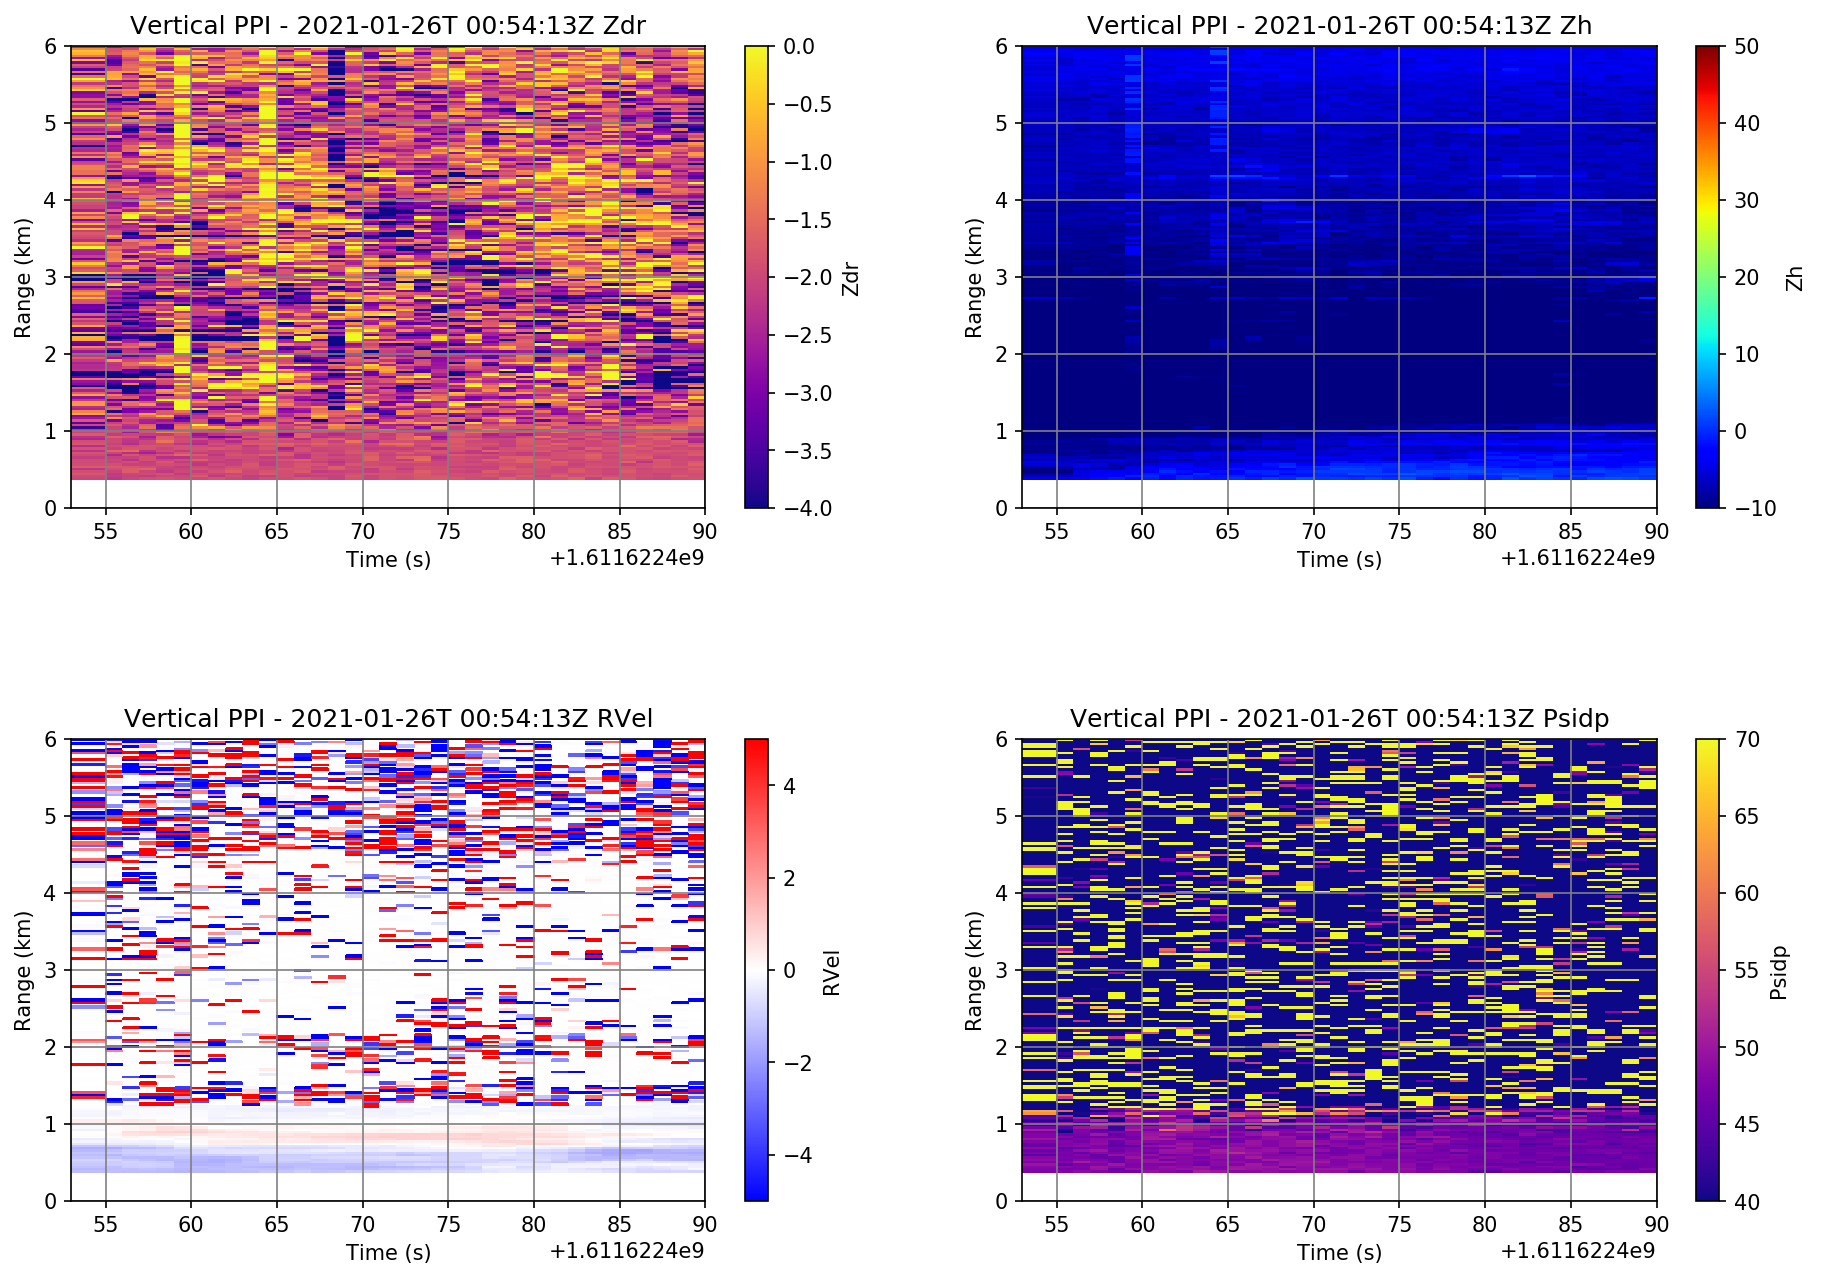 Vertical PPI - 2021-01-26T 00:54:13Z Zdr
6
5
4
3
2
1
0
Range (km)
55 60 65 70 75 80 85 90
Time (s)
+1.6116224e9
0.0
−0.5
−1.0
−1.5
−2.0
−2.5
−3.0
−3.5
−4.0
Zdr
Vertical PPI - 2021-01-26T 00:54:13Z Zh
6
5
4
3
2
1
0
Range (km)
55 60 65 70 75 80 85 90
Time (s)
+1.6116224e9
50
40
30
20
10
0
−10
Zh
Vertical PPI - 2021-01-26T 00:54:13Z RVel
6
5
4
3
2
1
0
Range (km)
55 60 65 70 75 80 85 90
Time (s)
+1.6116224e9
4
2
0
−2
−4
RVel
Vertical PPI - 2021-01-26T 00:54:13Z Psidp
6
5
4
3
2
1
0
Range (km)
55 60 65 70 75 80 85 90
Time (s)
+1.6116224e9
70
65
60
55
50
45
40
Psidp